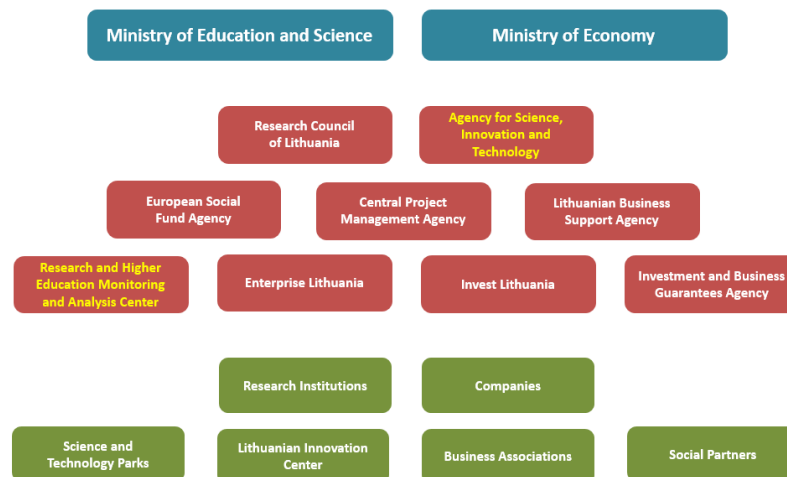 Ministry of Education and Science
Ministry of Economy
Research Council
of Lithuania
Agency for Science,
Innovation and
Technology
European Social
Fund Agency
Central Project
Management Agency
Lithuanian Business
Support Agency
Research and Higher
Education Monitoring
and Analysis Center
Enterprise Lithuania
Invest Lithuania
Investment and Business
Guarantees Agency
Research Institutions
Companies
Science and
Technology Parks
Lithuanian Innovation
Center
Business Associations
Social Partners